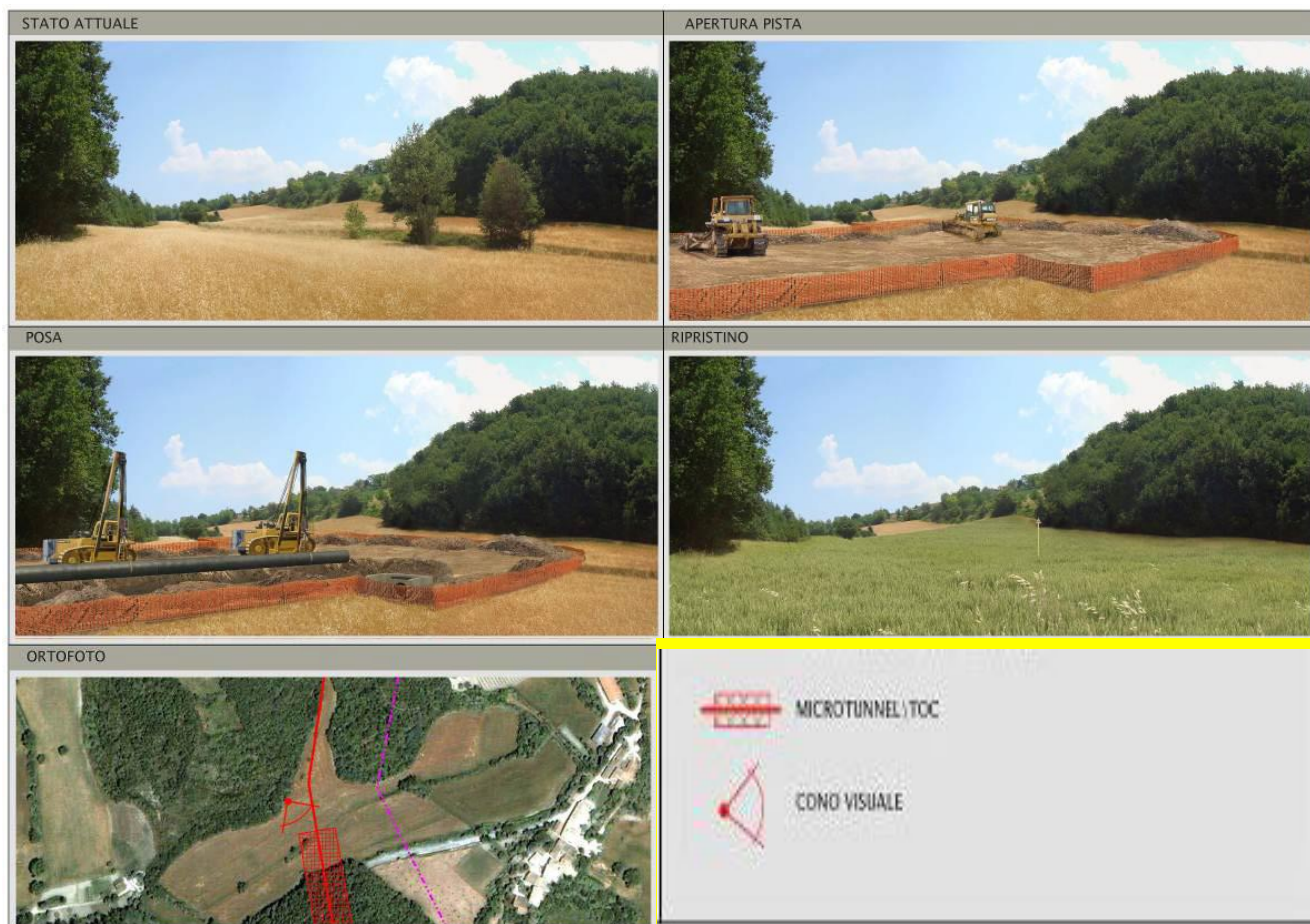 STATO ATTUALE
APERTURA PISTA
POSA
RIPRISTINO
ORTOFOTO
MICROTUNNEL\TOC
CONO VISUALE